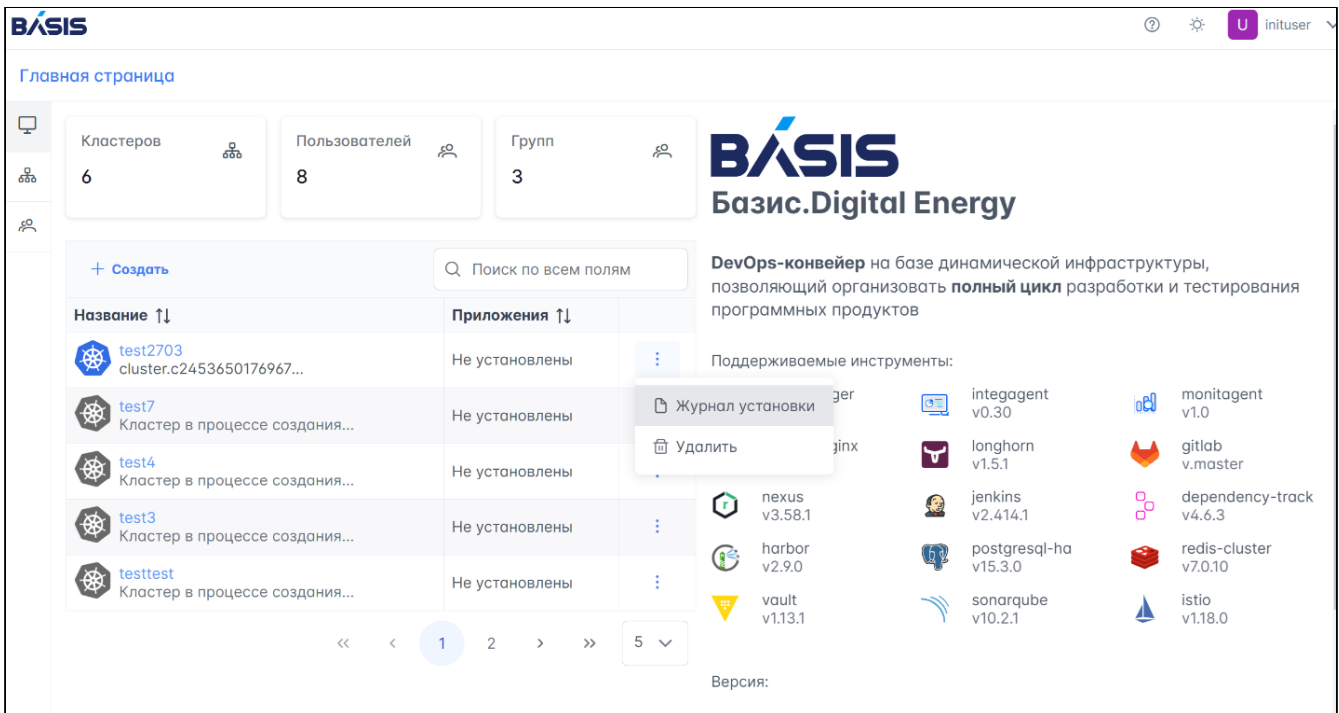 BÁSIS
U inituser
Главная страница
Кластеров
6
Пользователей
8
Групп
3
+ Создать
Поиск по всем полям
Название
Приложения
test2703
cluster.c2453650176967...
Не установлены
test7
Кластер в процессе создания...
Не установлены
test4
Кластер в процессе создания...
Не установлены
test3
Кластер в процессе создания...
Не установлены
testtest
Кластер в процессе создания...
Не установлены
Журнал установки
Удалить
<< < 1 2 > >> 5
BÁSIS
Базис.Digital Energy
DevOps-конвейер на базе динамической инфраструктуры,
позволяющий организовать полный цикл разработки и тестирования
программных продуктов
Поддерживаемые инструменты:
ger
integagent
v0.30
monitagent
v1.0
ginx
longhorn
v1.5.1
gitlab
v.master
nexus
v3.58.1
jenkins
v2.414.1
dependency-track
v4.6.3
harbor
v2.9.0
postgresql-ha
v15.3.0
redis-cluster
v7.0.10
vault
v1.13.1
sonarqube
v10.2.1
istio
v1.18.0
Версия: